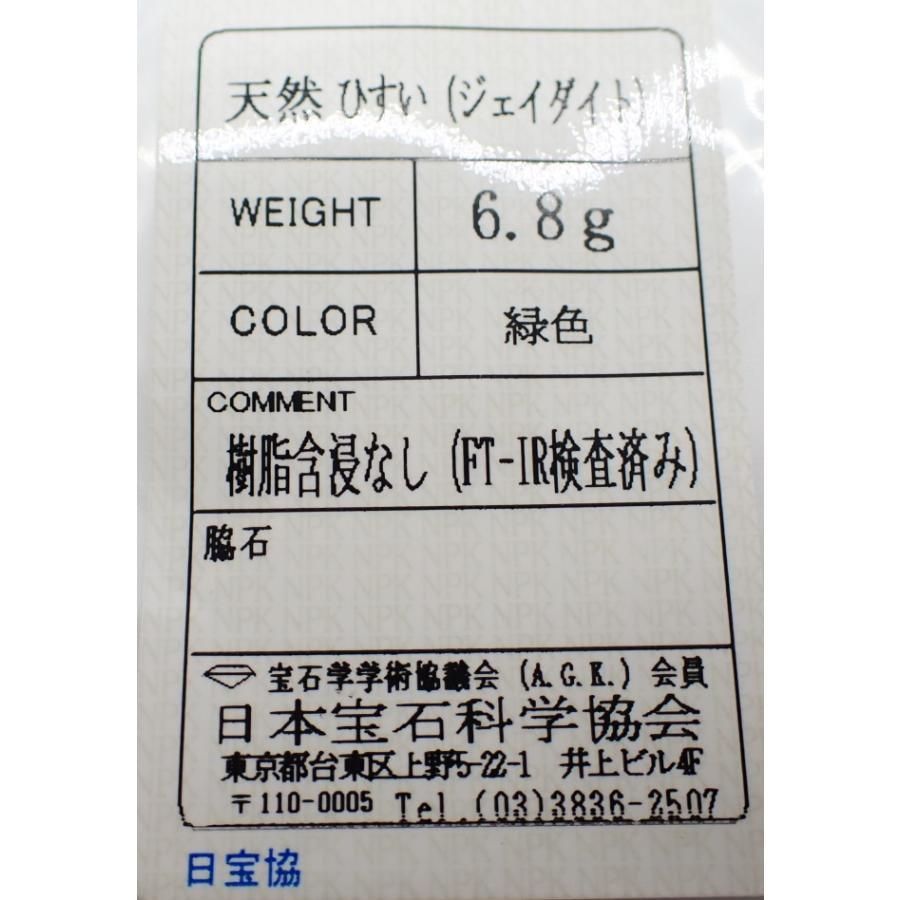 天然 ひすい (ジェイダイト)
WEIGHT 6.8g
COLOR 緑色
COMMENT
樹脂含浸なし (FT-IR検査済み)
脇石
宝石学学術協議会 (A.G.K.) 会員
日本宝石科学協会
東京都台東区上野5-22-1 井上ビル4F
〒110-0005 Tel.(03)3836-2507
日宝協